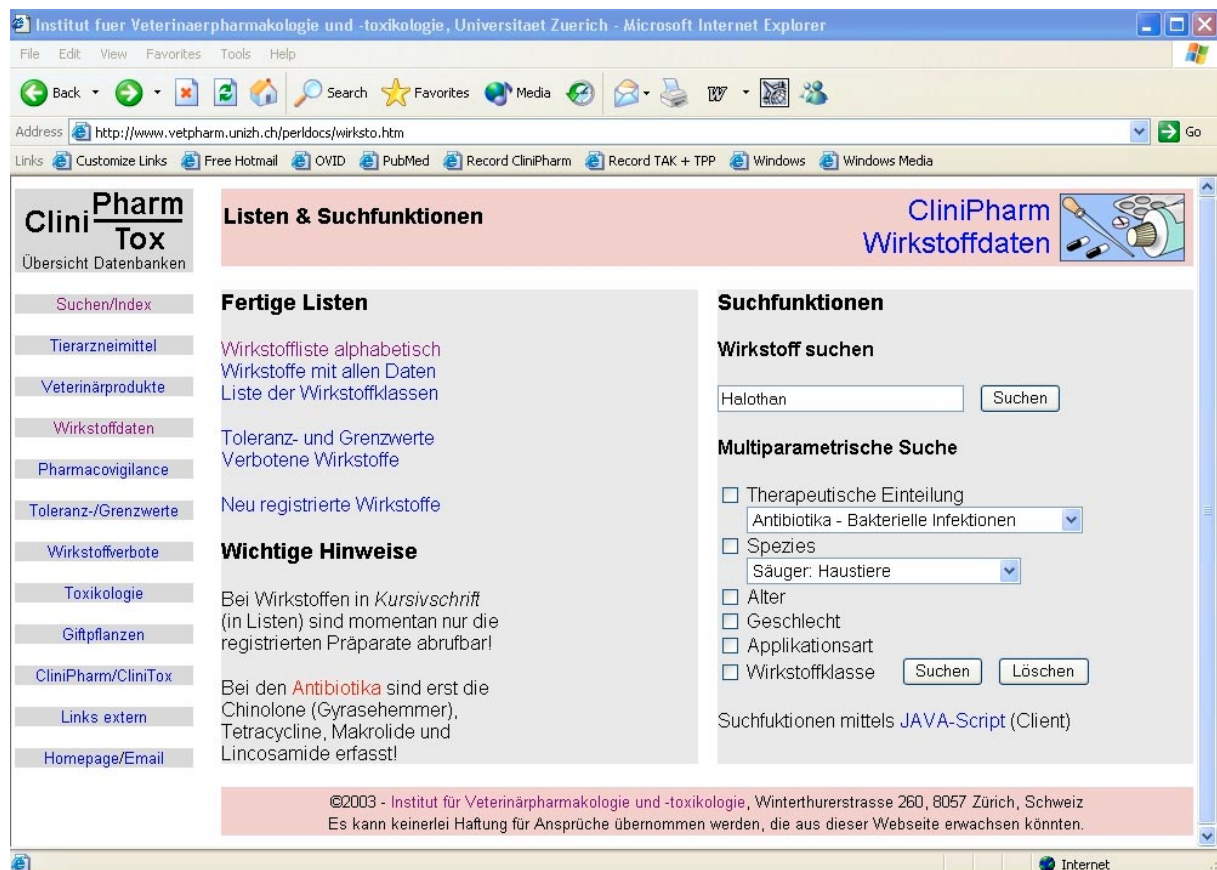 Institut fuer Veterinaerpharmakologie und -toxikologie, Universitaet Zuerich - Microsoft Internet Explorer
File Edit View Favorites Tools Help
Back Search Favorites Media
Address http://www.vetpharm.unizh.ch/perldocs/wirksto.htm Go
Links Customize Links Free Hotmail OVID PubMed Record CliniPharm Record TAK + TPP Windows Windows Media
Clini Pharm
Tox
Übersicht Datenbanken
Suchen/Index
Tierarzneimittel
Veterinärprodukte
Wirkstoffdaten
Pharmacovigilance
Toleranz-/Grenzwerte
Wirkstoffverbote
Toxikologie
Giftpflanzen
CliniPharm/CliniTox
Links extern
Homepage/Email
Listen & Suchfunktionen
CliniPharm
Wirkstoffdaten
Fertige Listen
Wirkstoffliste alphabetisch
Wirkstoffe mit allen Daten
Liste der Wirkstoffklassen
Toleranz- und Grenzwerte
Verbotene Wirkstoffe
Neu registrierte Wirkstoffe
Wichtige Hinweise
Bei Wirkstoffen in Kursivschrift
(in Listen) sind momentan nur die
registrierten Präparate abrufbar!
Bei den Antibiotika sind erst die
Chinolone (Gyrasehemmer),
Tetracycline, Makrolide und
Lincosamide erfasst!
Suchfunktionen
Wirkstoff suchen
Halothan Suchen
Multiparametrische Suche
Therapeutische Einteilung
Antibiotika - Bakterielle Infektionen
Spezies
Säuger: Haustiere
Alter
Geschlecht
Applikationsart
Wirkstoffklasse Suchen Löschen
Suchfuktionen mittels JAVA-Script (Client)
©2003 - Institut für Veterinärpharmakologie und -toxikologie, Winterthurerstrasse 260, 8057 Zürich, Schweiz
Es kann keinerlei Haftung für Ansprüche übernommen werden, die aus dieser Webseite erwachsen könnten.
Internet